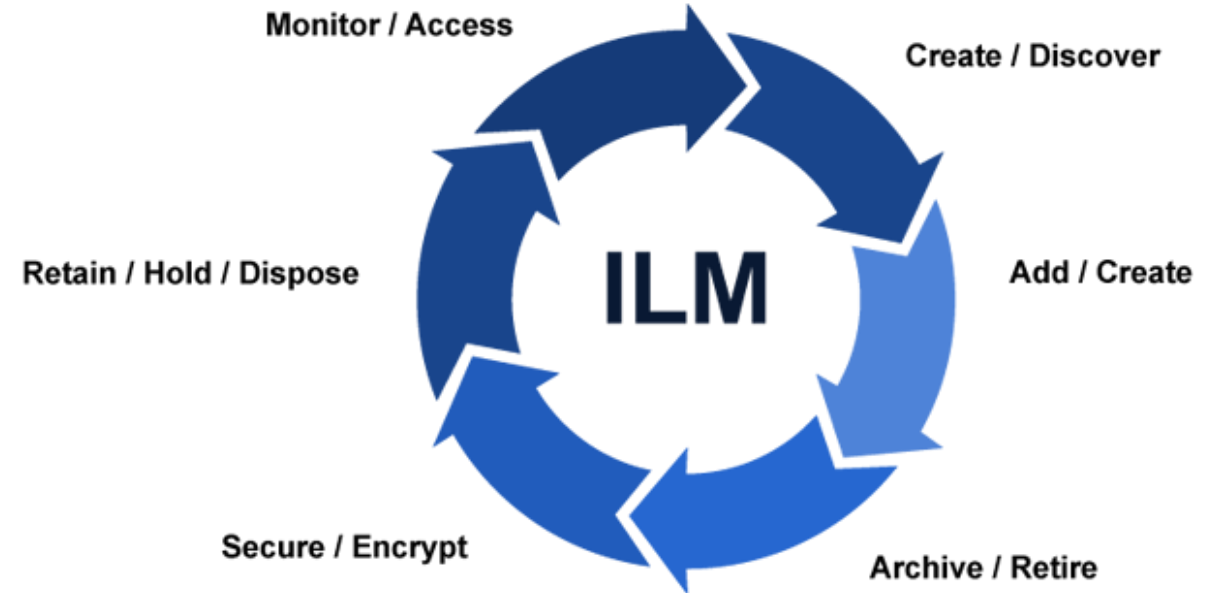 Monitor / Access
Create / Discover
Retain / Hold / Dispose
ILM
Add / Create
Secure / Encrypt
Archive / Retire